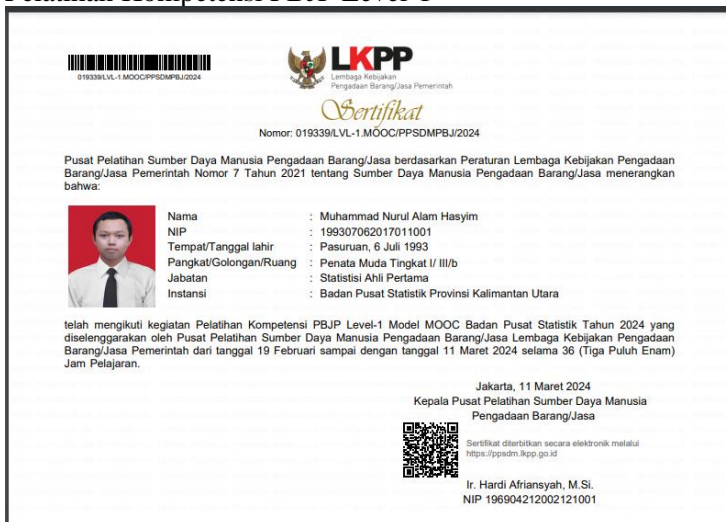 019339/LVL-1.MOOC/PPSDMPBJ/2024
LKPP
Lembaga Kebijakan
Pengadaan Barang/Jasa Pemerintah
Sertifikat
Nomor: 019339/LVL-1.MOOC/PPSDMPBJ/2024
Pusat Pelatihan Sumber Daya Manusia Pengadaan Barang/Jasa berdasarkan Peraturan Lembaga Kebijakan Pengadaan
Barang/Jasa Pemerintah Nomor 7 Tahun 2021 tentang Sumber Daya Manusia Pengadaan Barang/Jasa menerangkan
bahwa:
Nama : Muhammad Nurul Alam Hasyim
NIP : 199307062017011001
Tempat/Tanggal lahir : Pasuruan, 6 Juli 1993
Pangkat/Golongan/Ruang : Penata Muda Tingkat I/ III/b
Jabatan : Statistisi Ahli Pertama
Instansi : Badan Pusat Statistik Provinsi Kalimantan Utara
telah mengikuti kegiatan Pelatihan Kompetensi PBJP Level-1 Model MOOC Badan Pusat Statistik Tahun 2024 yang
diselenggarakan oleh Pusat Pelatihan Sumber Daya Manusia Pengadaan Barang/Jasa Lembaga Kebijakan Pengadaan
Barang/Jasa Pemerintah dari tanggal 19 Februari sampai dengan tanggal 11 Maret 2024 selama 36 (Tiga Puluh Enam)
Jam Pelajaran.
Jakarta, 11 Maret 2024
Kepala Pusat Pelatihan Sumber Daya Manusia
Pengadaan Barang/Jasa
Sertifikat diterbitkan secara elektronik melalui
https://ppsdm.lkpp.go.id
Ir. Hardi Afriansyah, M.Si.
NIP 196904212002121001